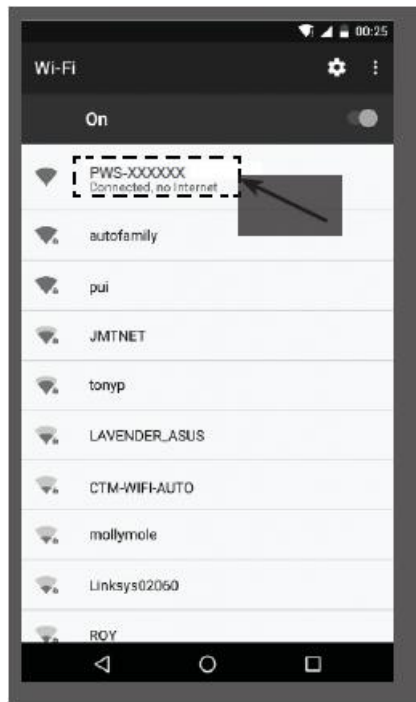 00:25
Wi-Fi
On
PWS-XXXXXX
Connected, no Internet
autofamily
pui
JMTNET
tonyp
LAVENDER_ASUS
CTM-WIFI-AUTO
mollymole
Linksys02060
ROY